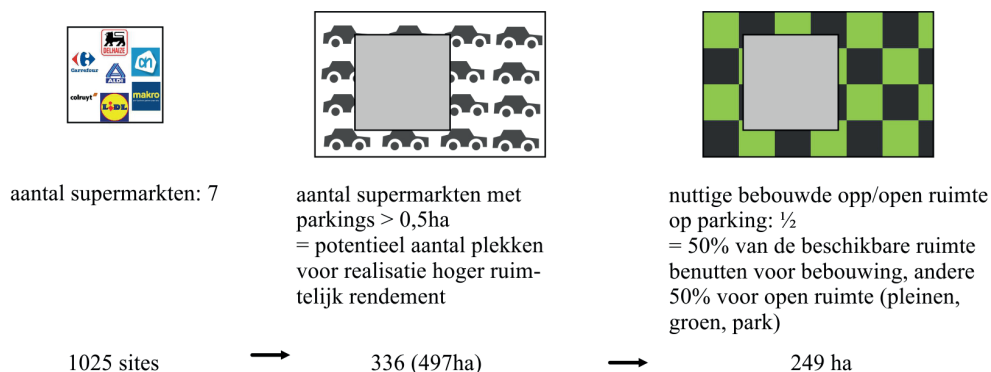 DELHAIZE
Carrefour
ah
ALDI
colruyt
LIDL
makro
aantal supermarkten: 7
1025 sites
aantal supermarkten met
parkings > 0,5ha
= potentieel aantal plekken
voor realisatie hoger ruim-
telijk rendement
336 (497ha)
nuttige bebouwde opp/open ruimte
op parking: ½
= 50% van de beschikbare ruimte
benutten voor bebouwing, andere
50% voor open ruimte (pleinen,
groen, park)
249 ha